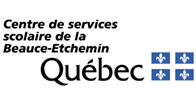 Centre de services
scolaire de la
Beauce-Etchemin
Québec